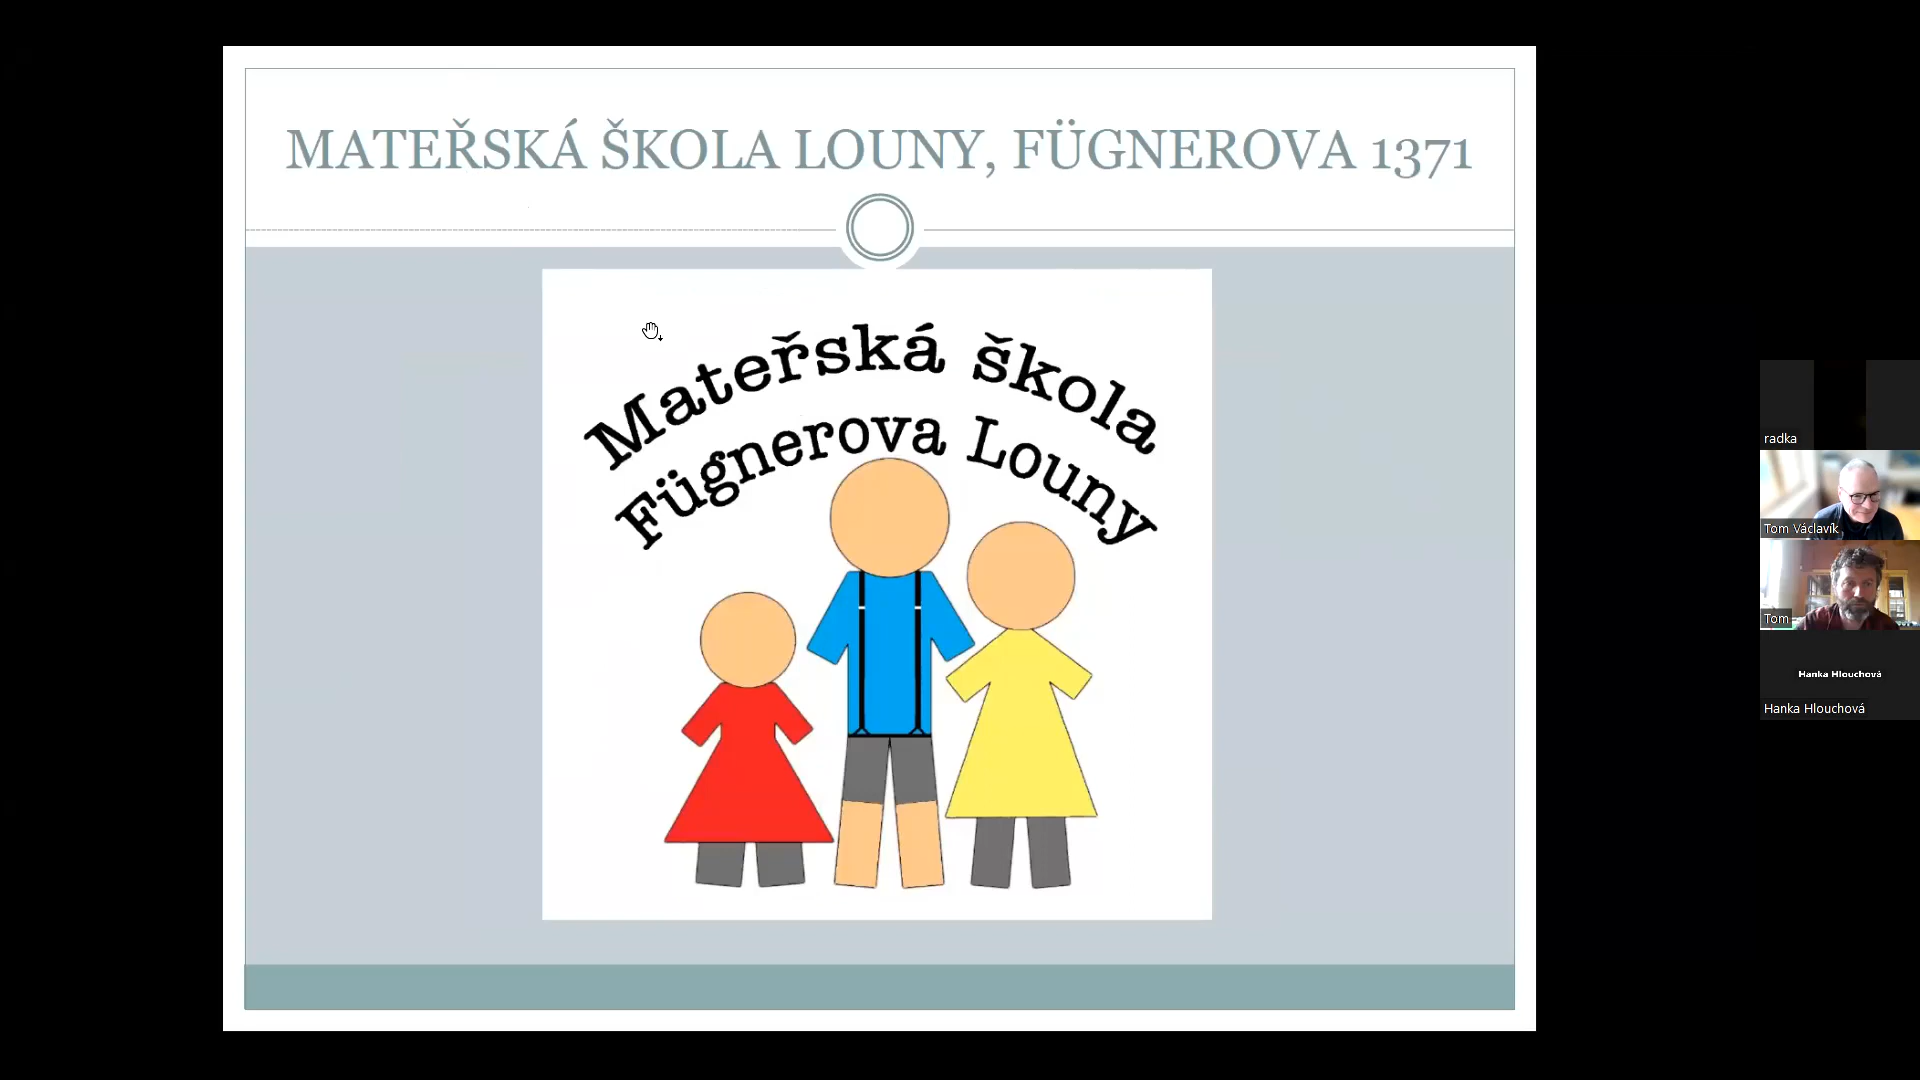 MATEŘSKÁ ŠKOLA LOUNY, FÜGNEROVA 1371
Mateřská škola
Fügnerova Louny
radka
Tom Václavík
Tom
Hanka Hlouchová
Hanka Hlouchová